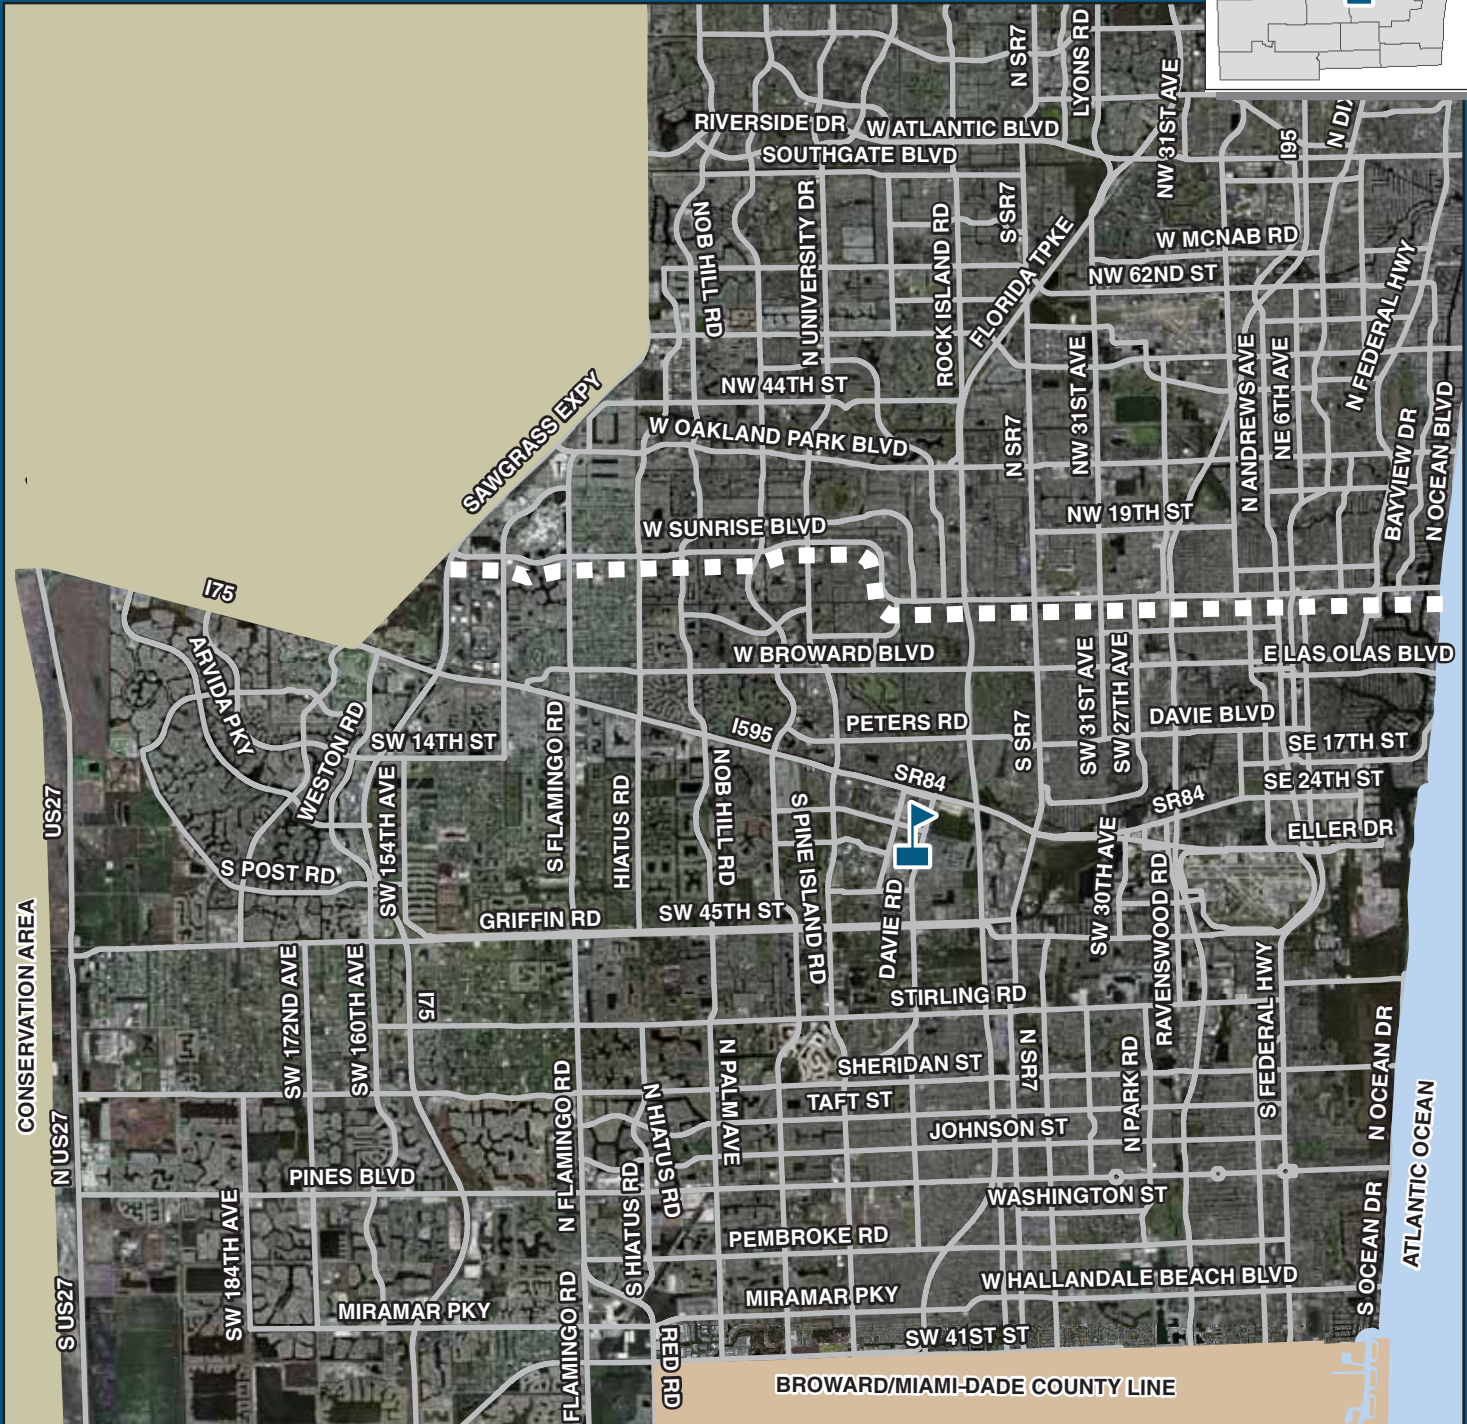 N SR7
LYONS RD
NW 31ST AVE
RIVERSIDE DR
W ATLANTIC BLVD
I95
SOUTHGATE BLVD
NOB HILL RD
N UNIVERSITY DR
ROCK ISLAND RD
S SR7
FLORIDA TPKE
W MCNAB RD
NW 62ND ST
N FEDERAL HWY
SAWGRASS EXPY
NW 44TH ST
W OAKLAND PARK BLVD
N SR7
NW 31ST AVE
N ANDREWS AVE
NE 6TH AVE
BAYVIEW DR
N OCEAN BLVD
W SUNRISE BLVD
NW 19TH ST
I75
ARVIDA PKY
WESTON RD
W BROWARD BLVD
E LAS OLAS BLVD
SW 31ST AVE
SW 27TH AVE
SW 14TH ST
S FLAMINGO RD
I595
PETERS RD
S SR7
DAVIE BLVD
SE 17TH ST
US27
SW 154TH AVE
HIATUS RD
NOB HILL RD
S PINE ISLAND RD
SR84
SR84
SE 24TH ST
ELLER DR
S POST RD
DAVIE RD
SW 30TH AVE
RAVENSWOOD RD
GRIFFIN RD
SW 45TH ST
CONSERVATION AREA
SW 172ND AVE
SW 160TH AVE
I75
STIRLING RD
S FEDERAL HWY
N OCEAN DR
N FLAMINGO RD
N HIATUS RD
N PALM AVE
SHERIDAN ST
N SR7
N PARK RD
TAFT ST
JOHNSON ST
ATLANTIC OCEAN
N US27
PINES BLVD
S HIATUS RD
WASHINGTON ST
S OCEAN DR
SW 184TH AVE
PEMBROKE RD
S US27
MIRAMAR PKY
FLAMINGO RD
MIRAMAR PKY
W HALLANDALE BEACH BLVD
RED RD
SW 41ST ST
BROWARD/MIAMI-DADE COUNTY LINE